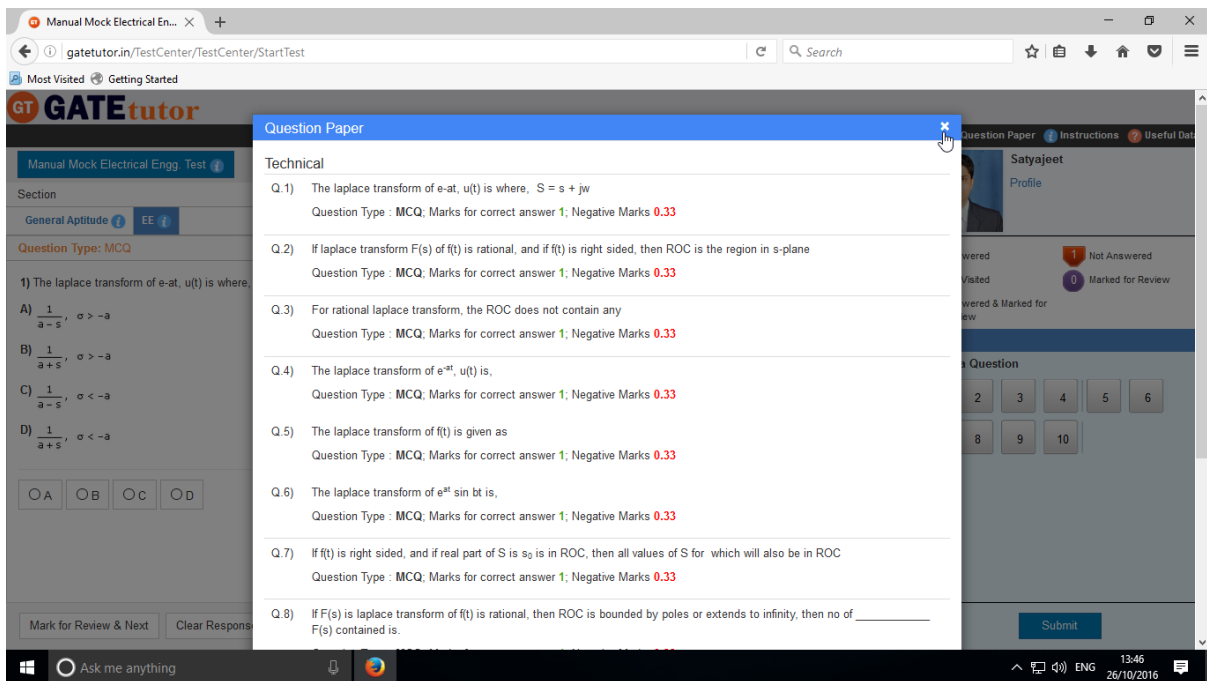 Manual Mock Electrical En...
gatetutor.in/TestCenter/TestCenter/StartTest
Search
Most Visited Getting Started
GT GATEtutor
Question Paper Instructions Useful Dat
Question Paper
Manual Mock Electrical Engg. Test
Satyajeet
Profile
Section
General Aptitude EE
Question Type: MCQ
1) The laplace transform of e-at, u(t) is where,
A) 1/(a – s), σ > –a
B) 1/(a + s), σ > –a
C) 1/(a – s), σ < –a
D) 1/(a + s), σ < –a
A B C D
Mark for Review & Next Clear Respons
Technical
Q.1) The laplace transform of e-at, u(t) is where, S = s + jw
Question Type : MCQ; Marks for correct answer 1; Negative Marks 0.33
Q.2) If laplace transform F(s) of f(t) is rational, and if f(t) is right sided, then ROC is the region in s-plane
Question Type : MCQ; Marks for correct answer 1; Negative Marks 0.33
Q.3) For rational laplace transform, the ROC does not contain any
Question Type : MCQ; Marks for correct answer 1; Negative Marks 0.33
Q.4) The laplace transform of e^-at, u(t) is,
Question Type : MCQ; Marks for correct answer 1; Negative Marks 0.33
Q.5) The laplace transform of f(t) is given as
Question Type : MCQ; Marks for correct answer 1; Negative Marks 0.33
Q.6) The laplace transform of e^at sin bt is,
Question Type : MCQ; Marks for correct answer 1; Negative Marks 0.33
Q.7) If f(t) is right sided, and if real part of S is s₀ is in ROC, then all values of S for which will also be in ROC
Question Type : MCQ; Marks for correct answer 1; Negative Marks 0.33
Q.8) If F(s) is laplace transform of f(t) is rational, then ROC is bounded by poles or extends to infinity, then no of ____________
F(s) contained is.
wered 1 Not Answered
Visited 0 Marked for Review
wered & Marked for
ew
a Question
2 3 4 5 6
8 9 10
Submit
Ask me anything
ENG
13:46
26/10/2016